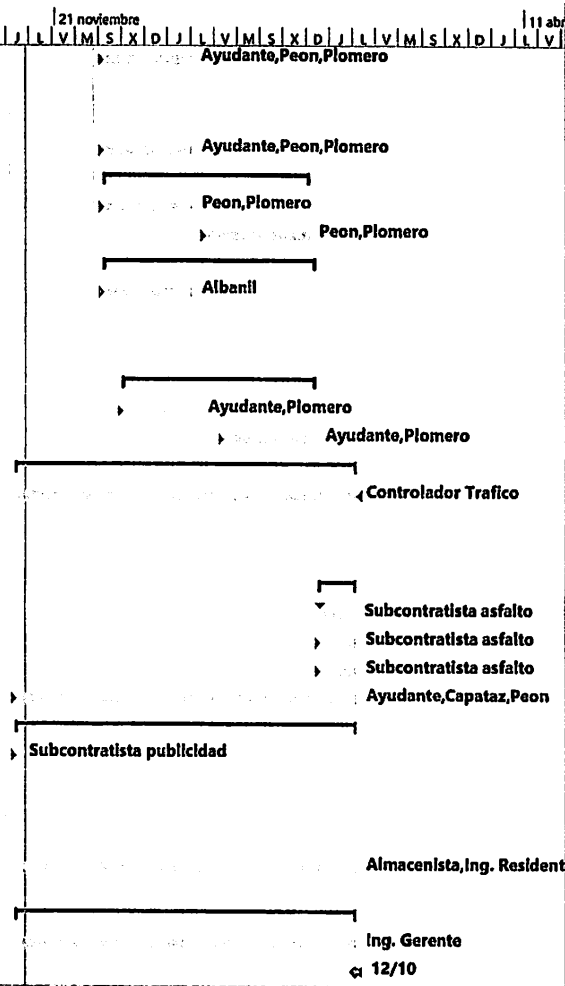 21 noviembre 11 abr
J L V M S X D J L V M S X D J L V M S X D J L V
Ayudante,Peon,Plomero
Ayudante,Peon,Plomero
Peon,Plomero
Peon,Plomero
Albanil
Ayudante,Plomero
Ayudante,Plomero
Controlador Trafico
Subcontratista asfalto
Subcontratista asfalto
Subcontratista asfalto
Ayudante,Capataz,Peon
Subcontratista publicidad
Almacenista,Ing. Resident
Ing. Gerente
12/10